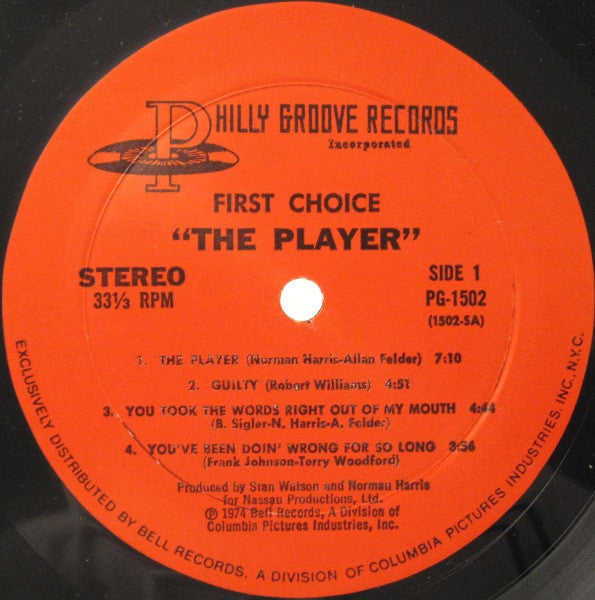 PHILLY GROOVE RECORDS
Incorporated
FIRST CHOICE
"THE PLAYER"
STEREO
33⅓ RPM
SIDE 1
PG-1502
(1502-SA)
1. THE PLAYER (Norman Harris-Allan Felder) 7:10
2. GUILTY (Robert Williams) 4:51
3. YOU TOOK THE WORDS RIGHT OUT OF MY MOUTH 4:44
(B. Sigler-N. Harris-A. Felder)
4. YOU'VE BEEN DOIN' WRONG FOR SO LONG 3:56
(Frank Johnson-Terry Woodford)
Produced by Stan Watson and Norman Harris
for Nassau Productions, Ltd.
℗ 1974 Bell Records, A Division of
Columbia Pictures Industries, Inc.
EXCLUSIVELY DISTRIBUTED BY BELL RECORDS, A DIVISION OF COLUMBIA PICTURES INDUSTRIES, INC. N.Y.C.